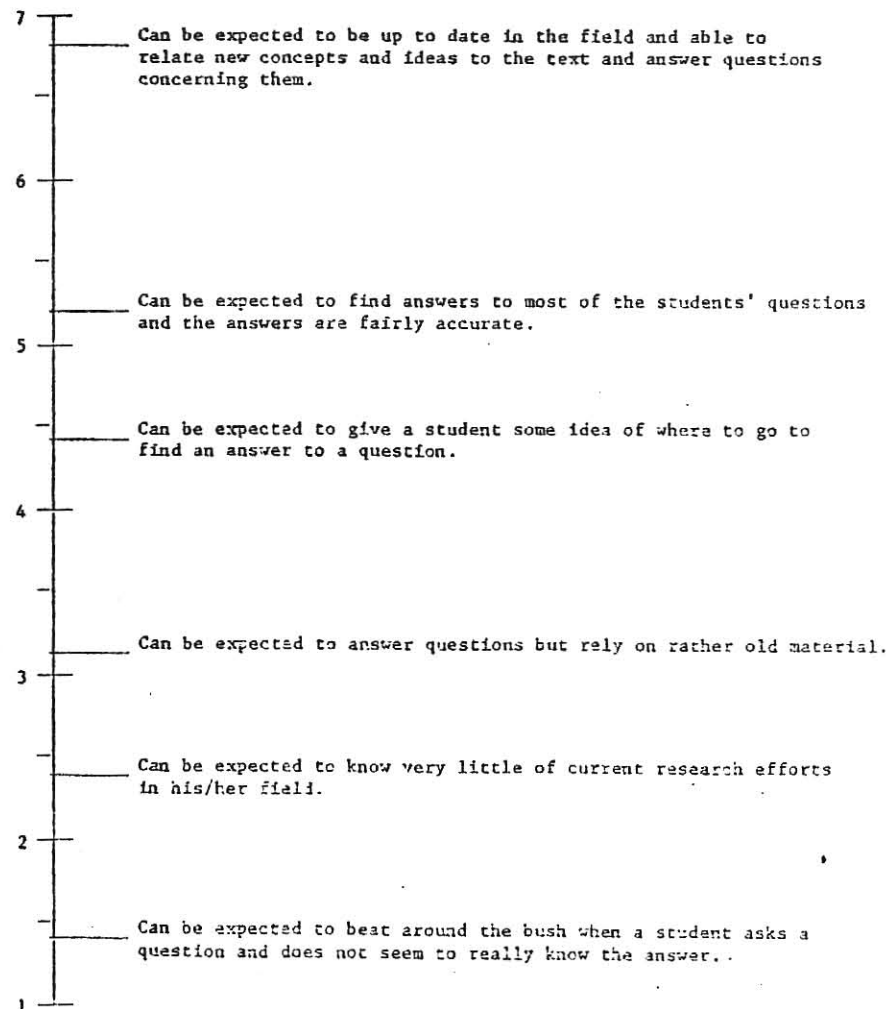 7
Can be expected to be up to date in the field and able to
relate new concepts and ideas to the text and answer questions
concerning them.
6
Can be expected to find answers to most of the students' questions
and the answers are fairly accurate.
5
Can be expected to give a student some idea of where to go to
find an answer to a question.
4
Can be expected to answer questions but rely on rather old material.
3
Can be expected to know very little of current research efforts
in his/her field.
2
Can be expected to beat around the bush when a student asks a
question and does not seem to really know the answer.
1